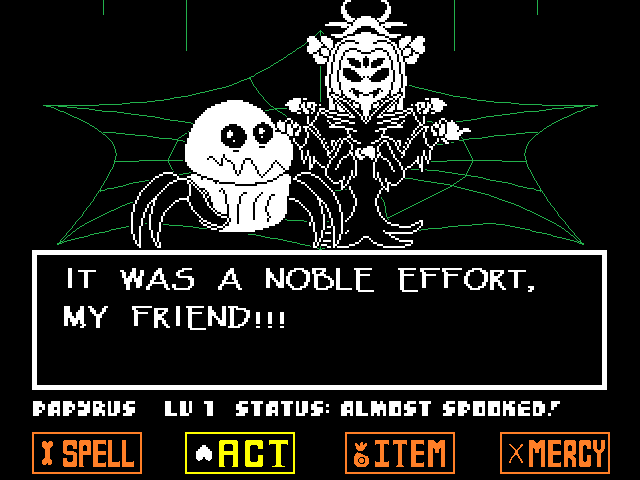 IT WAS A NOBLE EFFORT,
MY FRIEND!!!
PAPYRUS LV 1 STATUS: ALMOST SPOOKED!
SPELL ACT ITEM MERCY